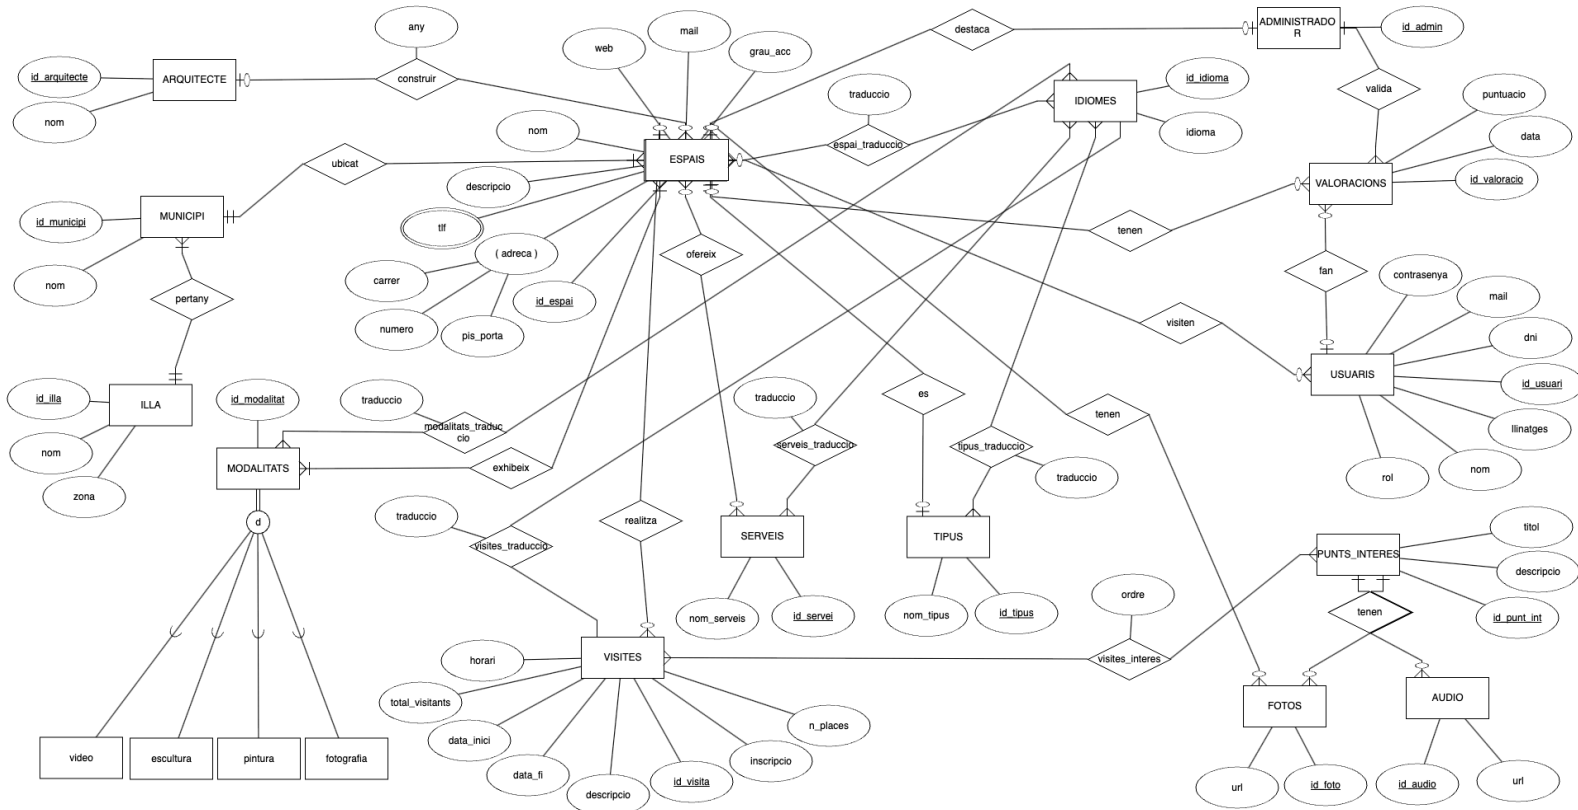 any
mail
destaca
ADMINISTRADO
R
id_admin
web
grau_acc
id_arquitecte
ARQUITECTE
construir
nom
traduccio
IDIOMES
id_idioma
idioma
valida
puntuacio
data
id_valoracio
VALORACIONS
nom
ubicat
ESPAIS
espai_traduccio
descripcio
tlf
( adreca )
carrer
numero
pis_porta
id_espai
id_municipi
MUNICIPI
nom
pertany
ofereix
tenen
fan
contrasenya
mail
dni
id_usuari
llinatges
nom
rol
USUARIS
visiten
id_illa
ILLA
nom
zona
id_modalitat
traduccio
modalitats_traduc
cio
MODALITATS
exhibeix
traduccio
serveis_traduccio
es
tipus_traduccio
traduccio
tenen
d
traduccio
visites_traduccio
realitza
SERVEIS
nom_serveis
id_servei
TIPUS
nom_tipus
id_tipus
titol
PUNTS_INTERES
descripcio
id_punt_int
tenen
ordre
visites_interes
VISITES
horari
total_visitants
data_inici
data_fi
descripcio
id_visita
inscripcio
n_places
video
escultura
pintura
fotografia
FOTOS
url
id_foto
AUDIO
id_audio
url